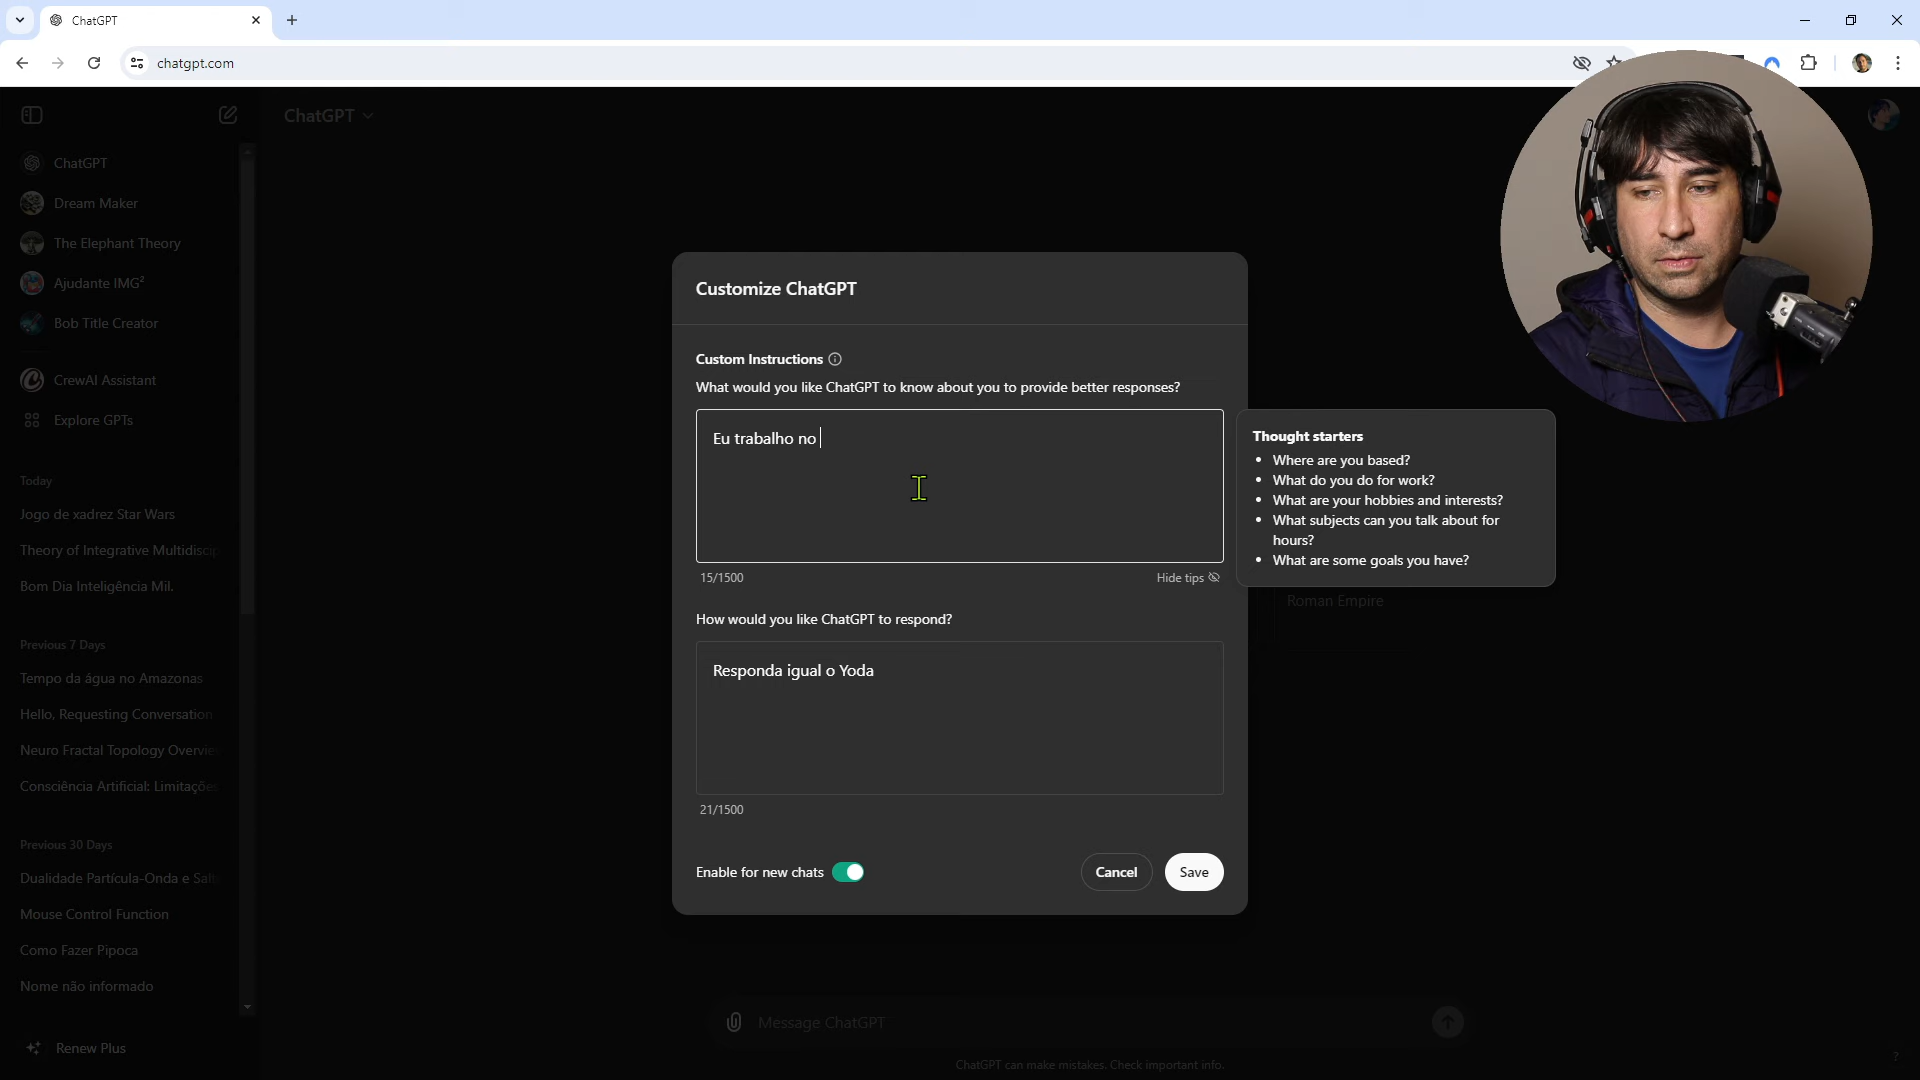 ChatGPT
chatgpt.com
ChatGPT
ChatGPT
Dream Maker
The Elephant Theory
Ajudante IMG²
Bob Title Creator
CrewAI Assistant
Explore GPTs
Today
Jogo de xadrez Star Wars
Theory of Integrative Multidiscip
Bom Dia Inteligência Mil.
Previous 7 Days
Tempo da água no Amazonas
Hello, Requesting Conversation
Neuro Fractal Topology Overvie
Consciência Artificial: Limitações
Previous 30 Days
Dualidade Partícula-Onda e Salt
Mouse Control Function
Como Fazer Pipoca
Nome não informado
Renew Plus
Customize ChatGPT
Custom Instructions
What would you like ChatGPT to know about you to provide better responses?
Eu trabalho no
15/1500
Hide tips
Thought starters
• Where are you based?
• What do you do for work?
• What are your hobbies and interests?
• What subjects can you talk about for
hours?
• What are some goals you have?
Roman Empire
How would you like ChatGPT to respond?
Responda igual o Yoda
21/1500
Enable for new chats
Cancel
Save
Message ChatGPT
ChatGPT can make mistakes. Check important info.
?